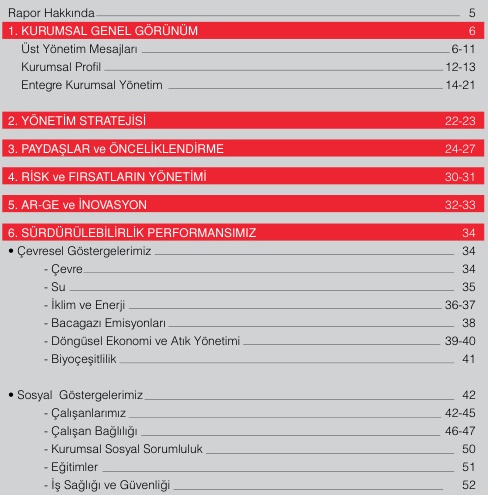 Rapor Hakkında 5
1. KURUMSAL GENEL GÖRÜNÜM 6
Üst Yönetim Mesajları 6-11
Kurumsal Profil 12-13
Entegre Kurumsal Yönetim 14-21
2. YÖNETİM STRATEJİSİ 22-23
3. PAYDAŞLAR ve ÖNCELİKLENDİRME 24-27
4. RİSK ve FIRSATLARIN YÖNETİMİ 30-31
5. AR-GE ve İNOVASYON 32-33
6. SÜRDÜRÜLEBİLİRLİK PERFORMANSIMIZ 34
• Çevresel Göstergelerimiz 34
- Çevre 34
- Su 35
- İklim ve Enerji 36-37
- Bacagazı Emisyonları 38
- Döngüsel Ekonomi ve Atık Yönetimi 39-40
- Biyoçeşitlilik 41
• Sosyal Göstergelerimiz 42
- Çalışanlarımız 42-45
- Çalışan Bağlılığı 46-47
- Kurumsal Sosyal Sorumluluk 50
- Eğitimler 51
- İş Sağlığı ve Güvenliği 52